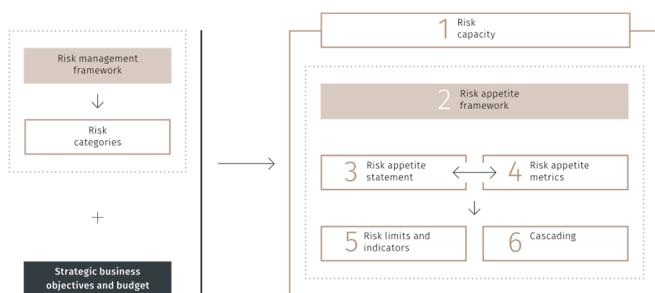 Risk management
framework
Risk
categories
+
Strategic business
objectives and budget
1 Risk
capacity
2 Risk appetite
framework
3 Risk appetite
statement
4 Risk appetite
metrics
5 Risk limits and
indicators
6 Cascading